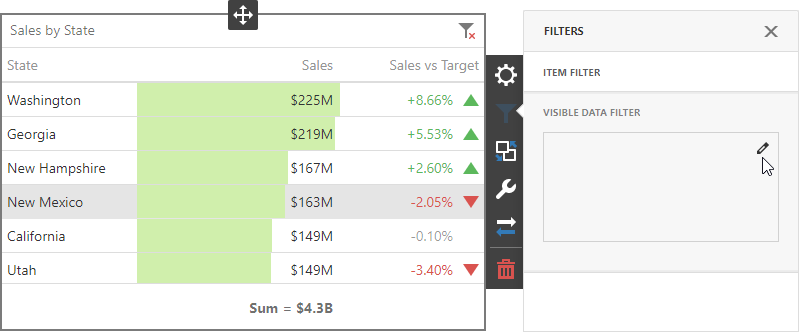 Sales by State
State Sales Sales vs Target
Washington $225M +8.66%
Georgia $219M +5.53%
New Hampshire $167M +2.60%
New Mexico $163M -2.05%
California $149M -0.10%
Utah $149M -3.40%
Sum = $4.3B
FILTERS
ITEM FILTER
VISIBLE DATA FILTER